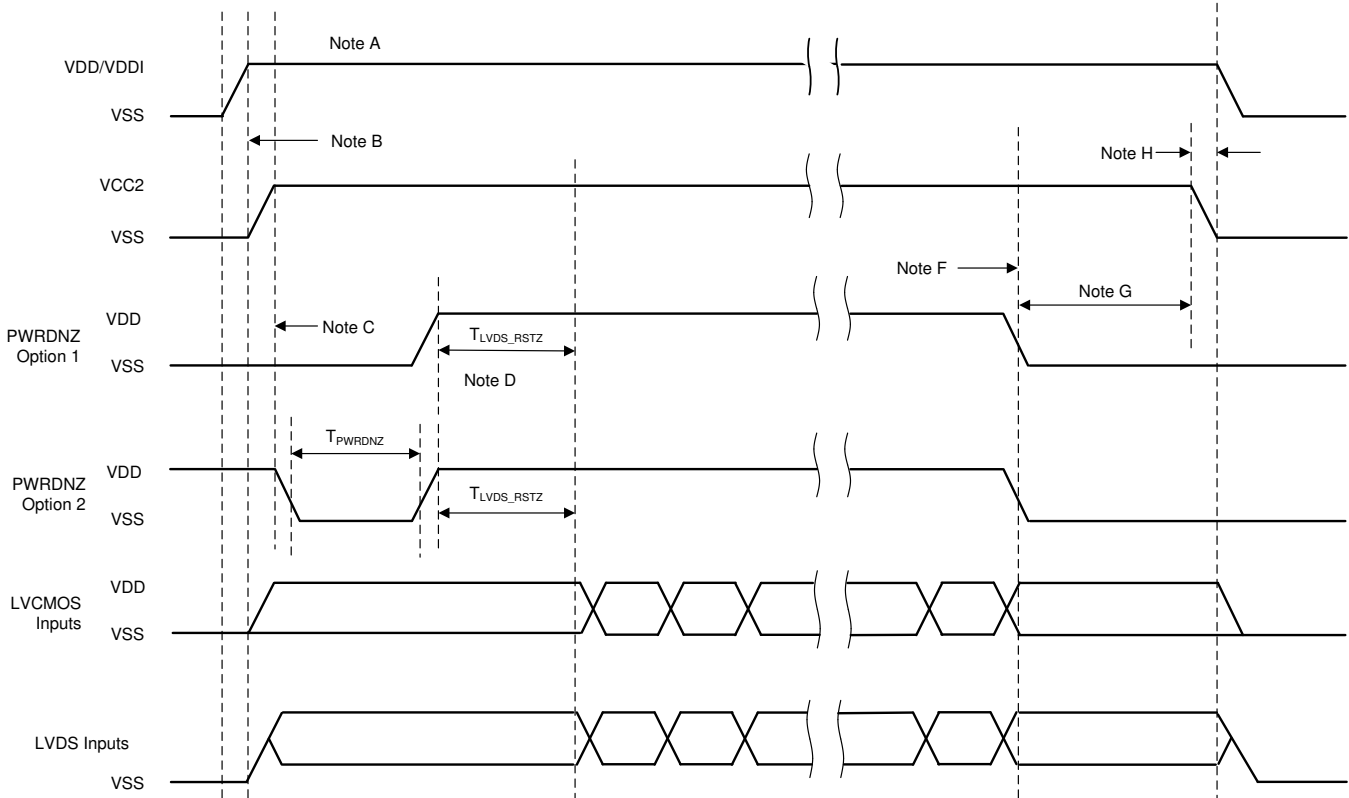 Note A
VDD/VDDI
VSS
Note B
Note H
VCC2
VSS
Note F
Note G
VDD
Note C
PWRDNZ
Option 1
TLVDS_RSTZ
VSS
Note D
TPWRDNZ
VDD
PWRDNZ
Option 2
TLVDS_RSTZ
VSS
VDD
LVCMOS
Inputs
VSS
LVDS Inputs
VSS